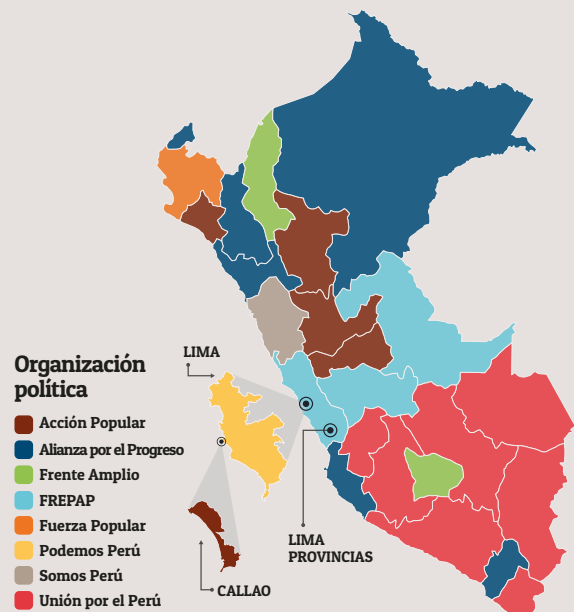 LIMA
Organización
política
Acción Popular
Alianza por el Progreso
Frente Amplio
FREPAP
Fuerza Popular
Podemos Perú
Somos Perú
Unión por el Perú
LIMA
PROVINCIAS
CALLAO